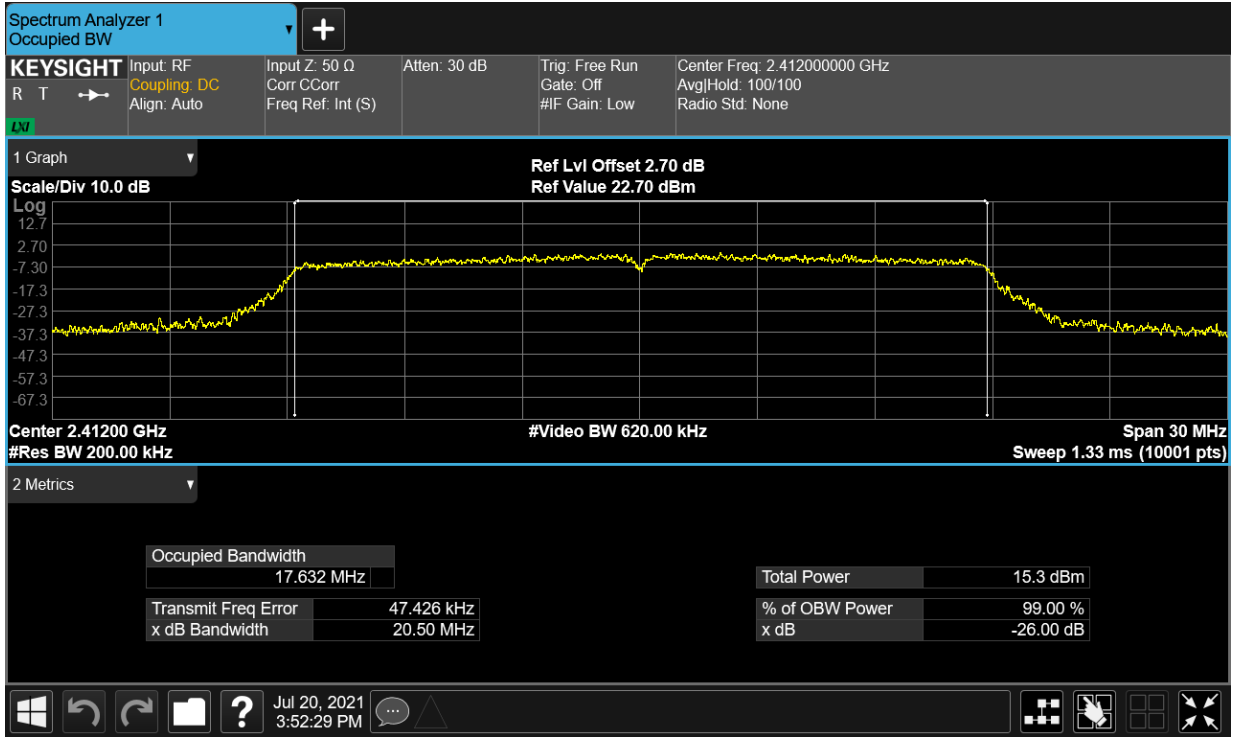 Spectrum Analyzer 1
Occupied BW
KEYSIGHT
R T
LXI
Input: RF
Coupling: DC
Align: Auto
Input Z: 50 Ω
Corr CCorr
Freq Ref: Int (S)
Atten: 30 dB
Trig: Free Run
Gate: Off
#IF Gain: Low
Center Freq: 2.412000000 GHz
Avg|Hold: 100/100
Radio Std: None
1 Graph
Scale/Div 10.0 dB
Ref Lvl Offset 2.70 dB
Ref Value 22.70 dBm
Log
12.7
2.70
-7.30
-17.3
-27.3
-37.3
-47.3
-57.3
-67.3
Center 2.41200 GHz
#Res BW 200.00 kHz
#Video BW 620.00 kHz
Span 30 MHz
Sweep 1.33 ms (10001 pts)
2 Metrics
Occupied Bandwidth
17.632 MHz
Transmit Freq Error 47.426 kHz
x dB Bandwidth 20.50 MHz
Total Power 15.3 dBm
% of OBW Power 99.00 %
x dB -26.00 dB
?
Jul 20, 2021
3:52:29 PM